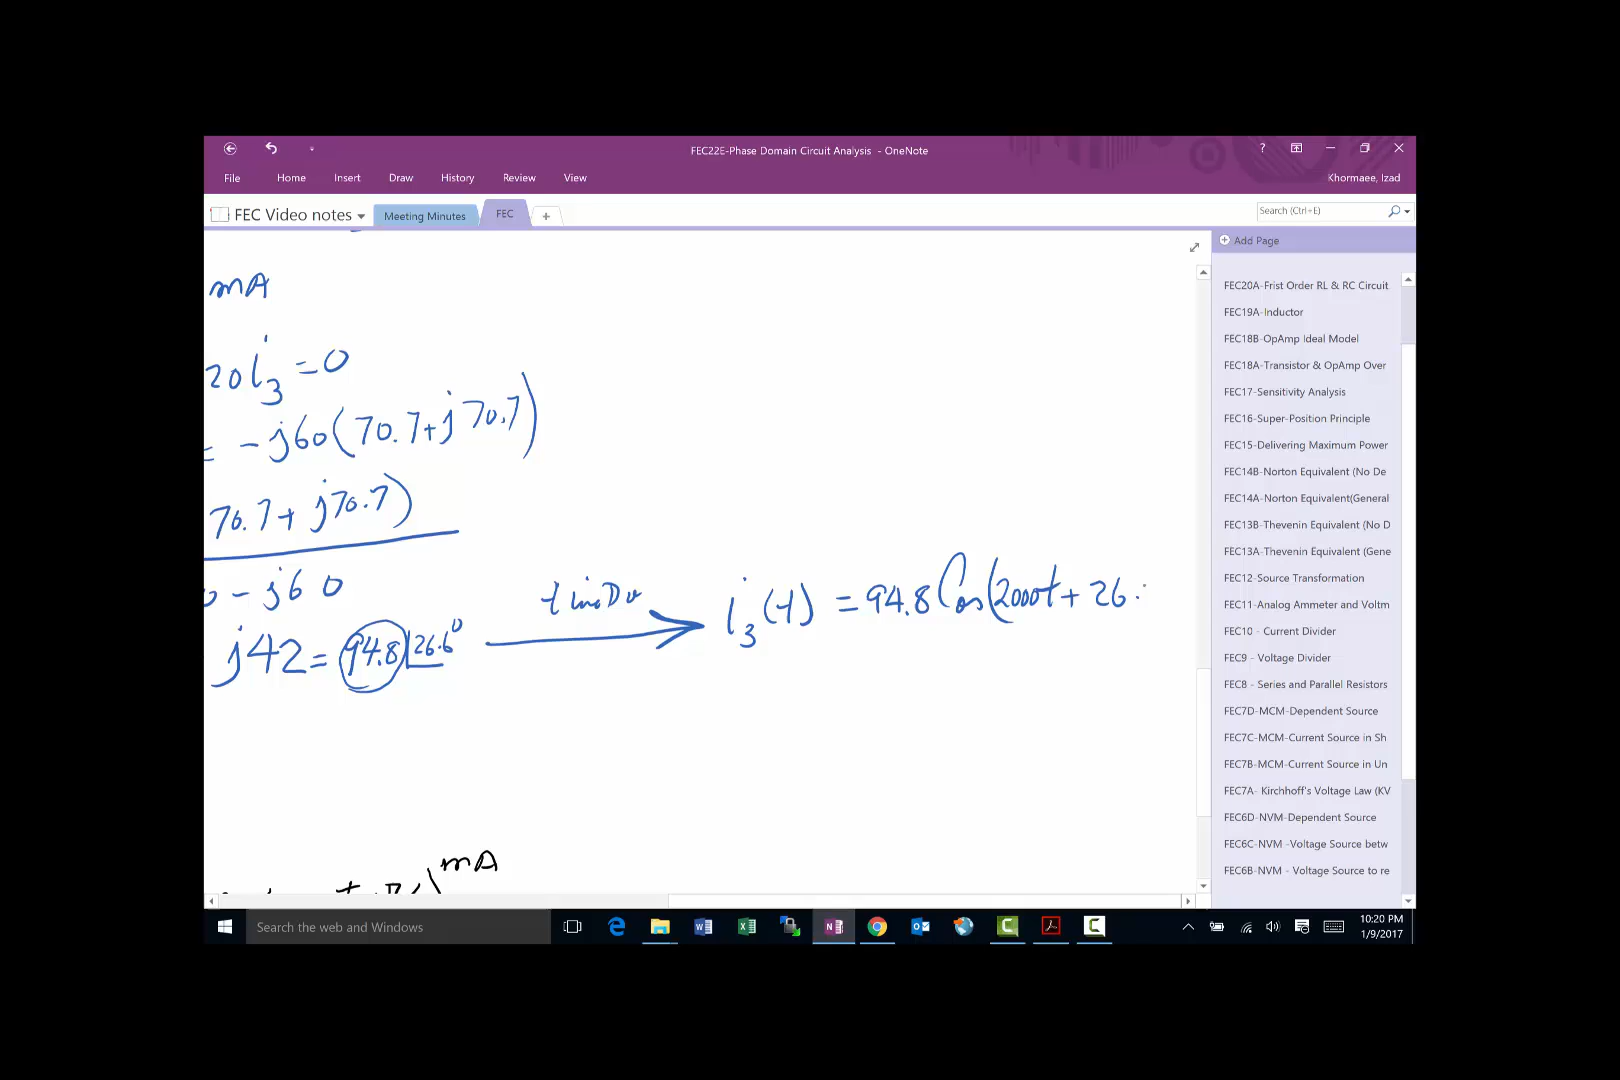 FEC22E-Phase Domain Circuit Analysis - OneNote
File Home Insert Draw History Review View
Khormaee, Izad
FEC Video notes Meeting Minutes FEC
Search (Ctrl+E)
Add Page
mA
20 i3 = 0
= - j60 (70.7 + j 70.7)
70.7 + j70.7)
- j60
j42 = 94.8 26.6°
i3(t) = 94.8 Cos(2000t + 26.
mA
FEC20A-Frist Order RL & RC Circuit
FEC19A-Inductor
FEC18B-OpAmp Ideal Model
FEC18A-Transistor & OpAmp Over
FEC17-Sensitivity Analysis
FEC16-Super-Position Principle
FEC15-Delivering Maximum Power
FEC14B-Norton Equivalent (No De
FEC14A-Norton Equivalent(General
FEC13B-Thevenin Equivalent (No D
FEC13A-Thevenin Equivalent (Gene
FEC12-Source Transformation
FEC11-Analog Ammeter and Voltm
FEC10 - Current Divider
FEC9 - Voltage Divider
FEC8 - Series and Parallel Resistors
FEC7D-MCM-Dependent Source
FEC7C-MCM-Current Source in Sh
FEC7B-MCM-Current Source in Un
FEC7A- Kirchhoff's Voltage Law (KV
FEC6D-NVM-Dependent Source
FEC6C-NVM -Voltage Source betw
FEC6B-NVM - Voltage Source to re
Search the web and Windows
10:20 PM
1/9/2017